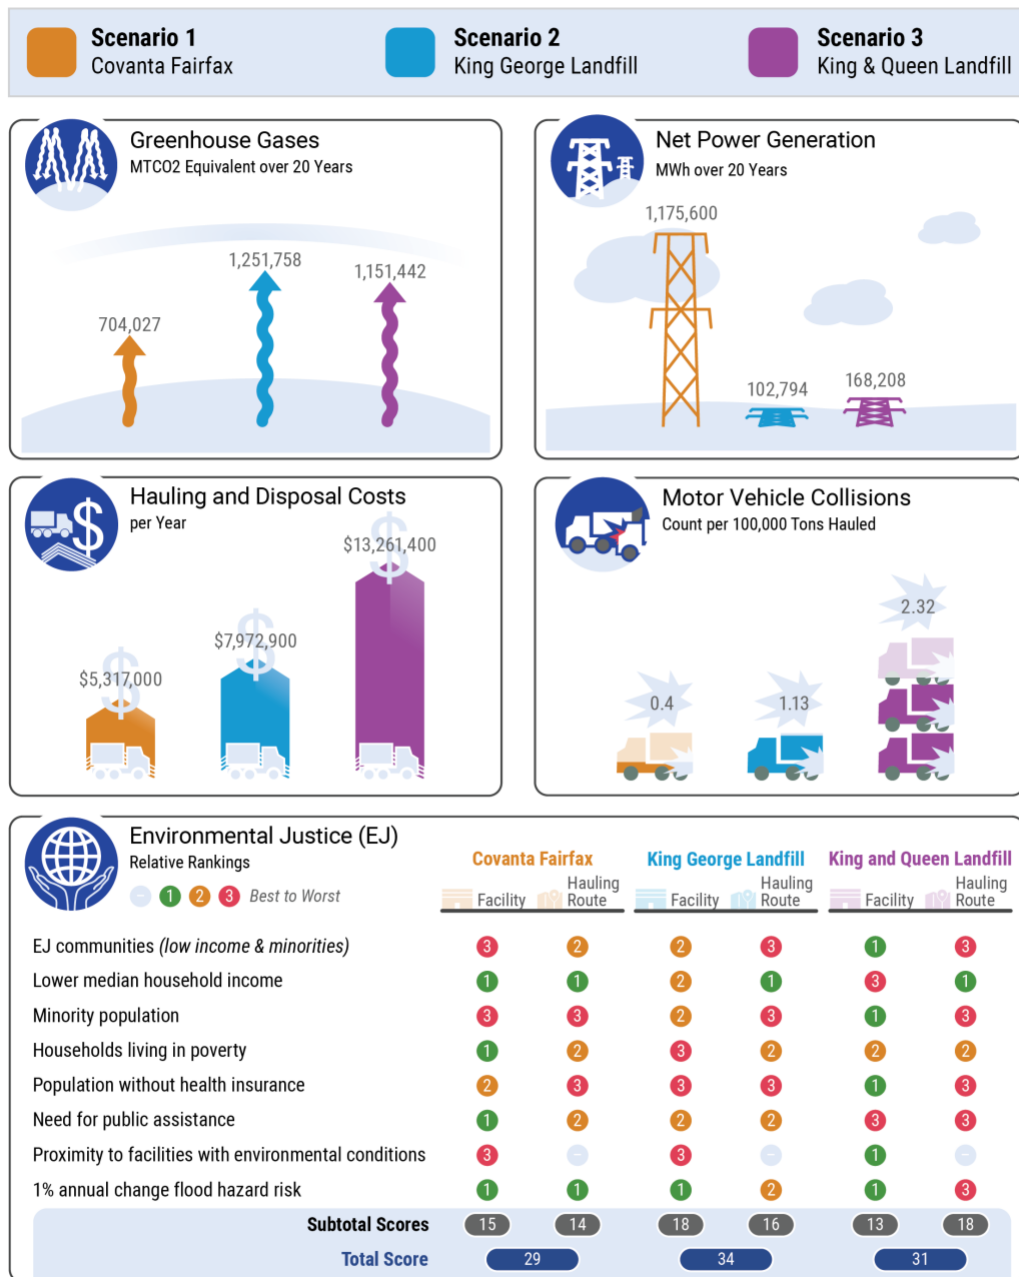 Scenario 1
Covanta Fairfax
Scenario 2
King George Landfill
Scenario 3
King & Queen Landfill
Greenhouse Gases
MTCO2 Equivalent over 20 Years
704,027
1,251,758
1,151,442
Net Power Generation
MWh over 20 Years
1,175,600
102,794
168,208
Hauling and Disposal Costs
per Year
$
$5,317,000
$
$7,972,900
$
$13,261,400
$
Motor Vehicle Collisions
Count per 100,000 Tons Hauled
0.4
1.13
2.32
Environmental Justice (EJ)
Relative Rankings
– 1 2 3 Best to Worst
Covanta Fairfax King George Landfill King and Queen Landfill
Facility Hauling Route Facility Hauling Route Facility Hauling Route
EJ communities (low income & minorities) 3 2 2 3 1 3
Lower median household income 1 1 2 1 3 1
Minority population 3 3 2 3 1 3
Households living in poverty 1 2 3 2 2 2
Population without health insurance 2 3 3 3 1 3
Need for public assistance 1 2 2 2 3 3
Proximity to facilities with environmental conditions 3 – 3 – 1 –
1% annual change flood hazard risk 1 1 1 2 1 3
Subtotal Scores 15 14 18 16 13 18
Total Score 29 34 31